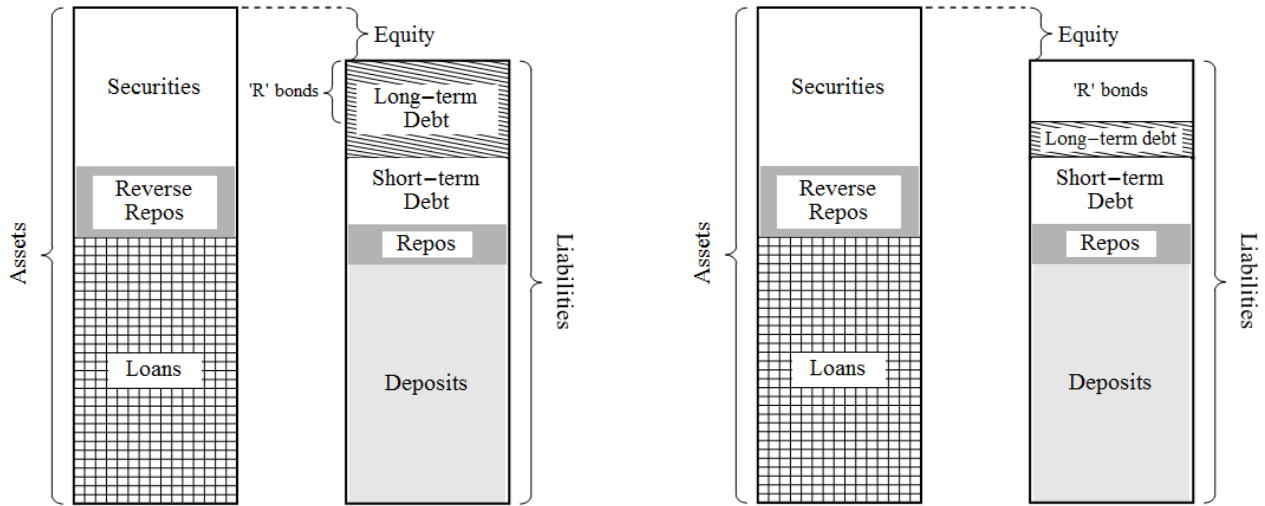 Equity
Securities
'R' bonds
Long-term
Debt
Reverse
Repos
Short-term
Debt
Repos
Assets
Liabilities
Loans
Deposits
Equity
Securities
'R' bonds
Long-term debt
Reverse
Repos
Short-term
Debt
Repos
Assets
Liabilities
Loans
Deposits